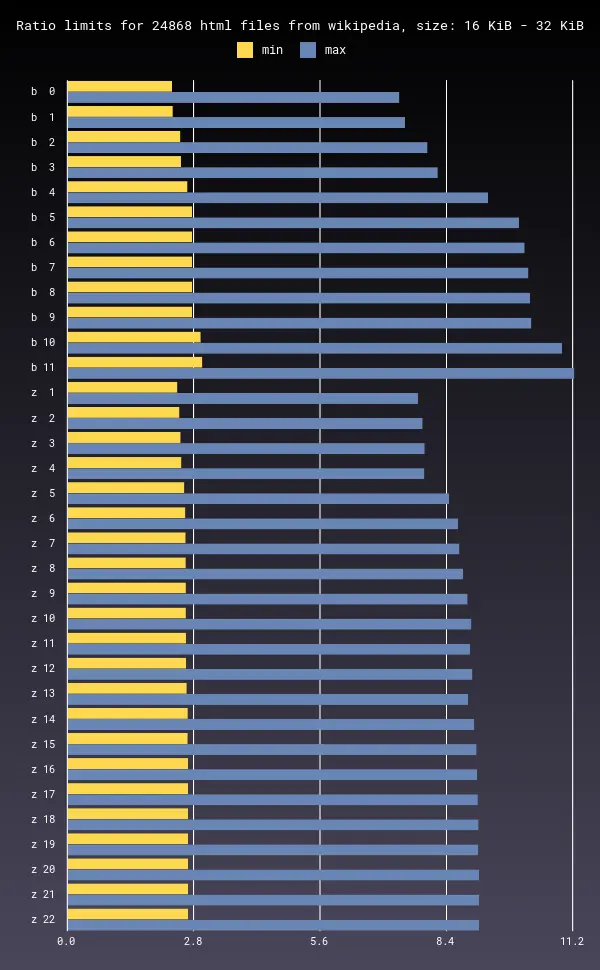 Ratio limits for 24868 html files from wikipedia, size: 16 KiB - 32 KiB
min max
b 0
b 1
b 2
b 3
b 4
b 5
b 6
b 7
b 8
b 9
b 10
b 11
z 1
z 2
z 3
z 4
z 5
z 6
z 7
z 8
z 9
z 10
z 11
z 12
z 13
z 14
z 15
z 16
z 17
z 18
z 19
z 20
z 21
z 22
0.0 2.8 5.6 8.4 11.2